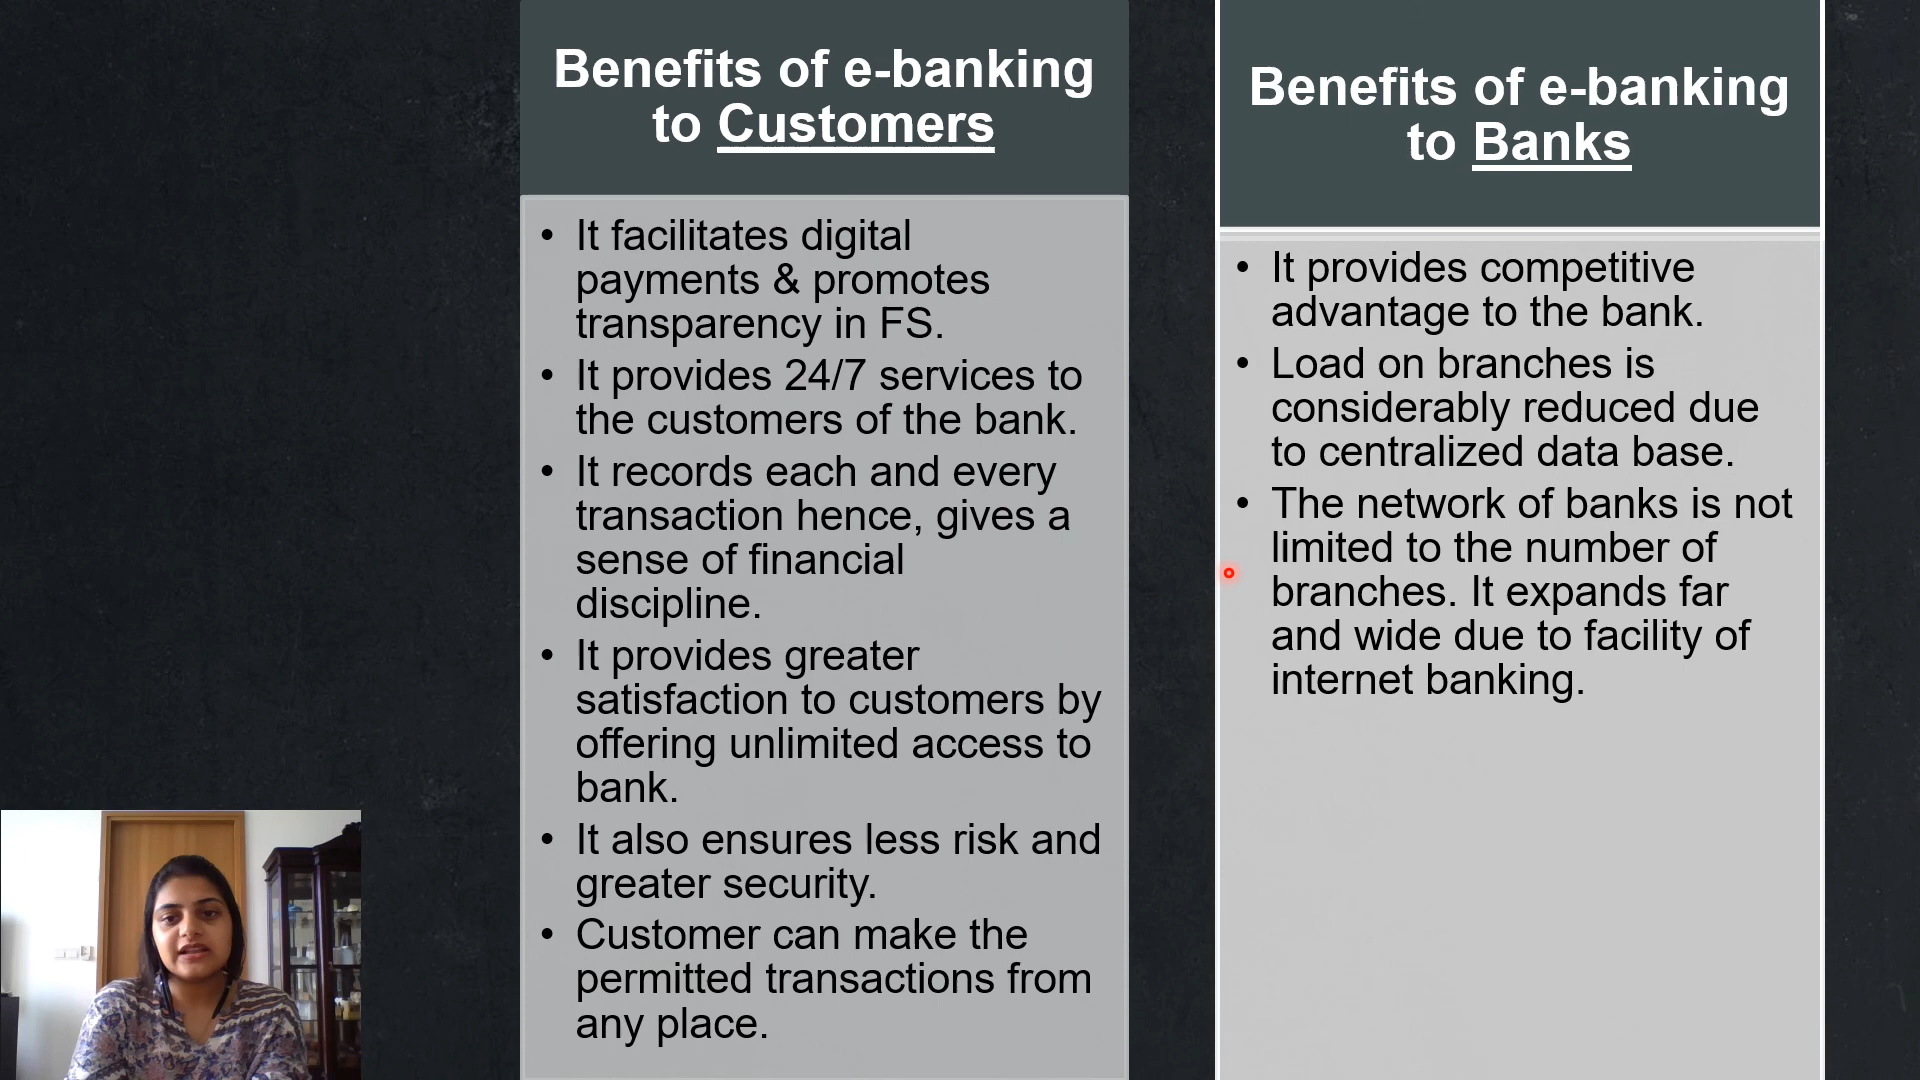 Benefits of e-banking
to Customers
• It facilitates digital
payments & promotes
transparency in FS.
• It provides 24/7 services to
the customers of the bank.
• It records each and every
transaction hence, gives a
sense of financial
discipline.
• It provides greater
satisfaction to customers by
offering unlimited access to
bank.
• It also ensures less risk and
greater security.
• Customer can make the
permitted transactions from
any place.
Benefits of e-banking
to Banks
• It provides competitive
advantage to the bank.
• Load on branches is
considerably reduced due
to centralized data base.
• The network of banks is not
limited to the number of
branches. It expands far
and wide due to facility of
internet banking.